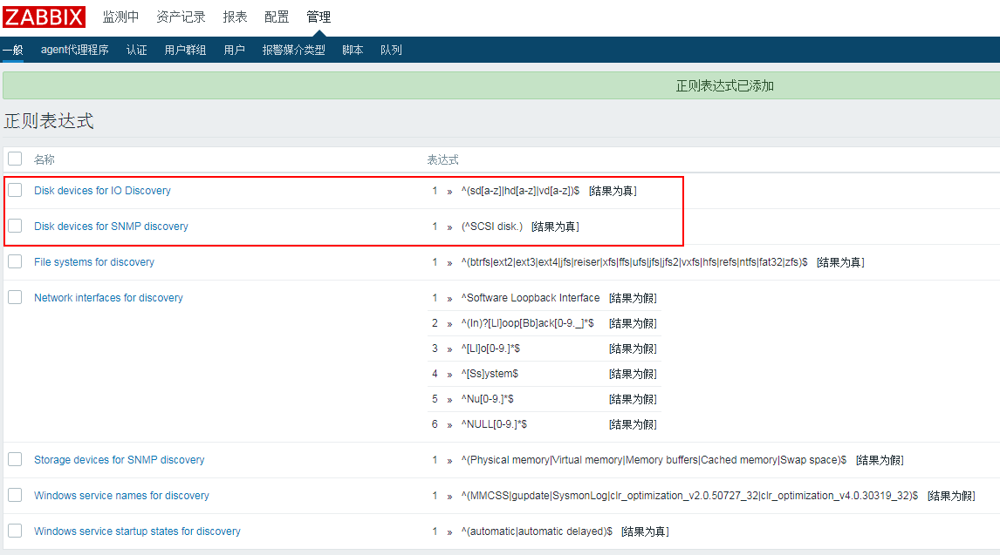 ZABBIX 监测中 资产记录 报表 配置 管理
一般 agent代理程序 认证 用户群组 用户 报警媒介类型 脚本 队列
正则表达式已添加
正则表达式
名称 表达式
Disk devices for IO Discovery 1 » ^(sd[a-z]|hd[a-z]|vd[a-z])$ [结果为真]
Disk devices for SNMP discovery 1 » (^SCSI disk.) [结果为真]
File systems for discovery 1 » ^(btrfs|ext2|ext3|ext4|jfs|reiser|xfs|ffs|ufs|jfs|jfs2|vxfs|hfs|refs|ntfs|fat32|zfs)$ [结果为真]
Network interfaces for discovery 1 » ^Software Loopback Interface [结果为假]
2 » ^(In)?[Ll]oop[Bb]ack[0-9._]*$ [结果为假]
3 » ^[Ll]o[0-9.]*$ [结果为假]
4 » ^[Ss]ystem$ [结果为假]
5 » ^Nu[0-9.]*$ [结果为假]
6 » ^NULL[0-9.]*$ [结果为假]
Storage devices for SNMP discovery 1 » ^(Physical memory|Virtual memory|Memory buffers|Cached memory|Swap space)$ [结果为假]
Windows service names for discovery 1 » ^(MMCSS|gupdate|SysmonLog|clr_optimization_v2.0.50727_32|clr_optimization_v4.0.30319_32)$ [结果为假]
Windows service startup states for discovery 1 » ^(automatic|automatic delayed)$ [结果为真]